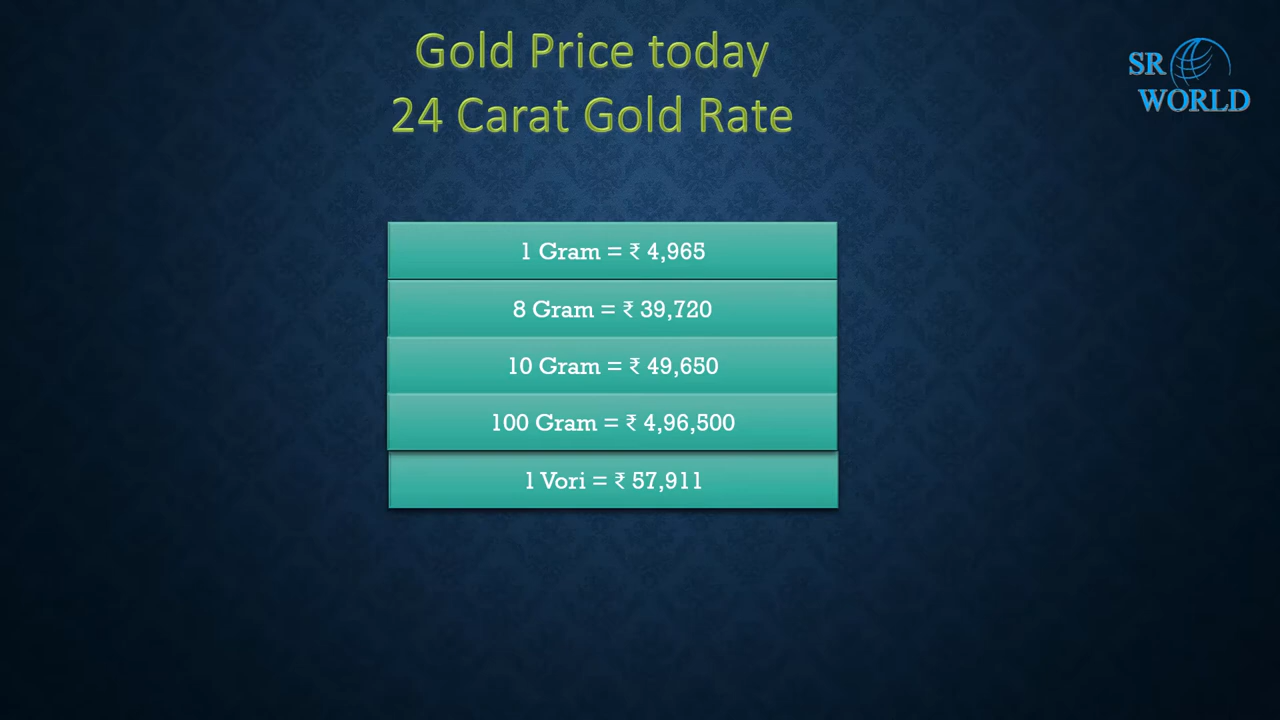 Gold Price today
24 Carat Gold Rate
SR
WORLD
1 Gram = ₹ 4,965
8 Gram = ₹ 39,720
10 Gram = ₹ 49,650
100 Gram = ₹ 4,96,500
1 Vori = ₹ 57,911